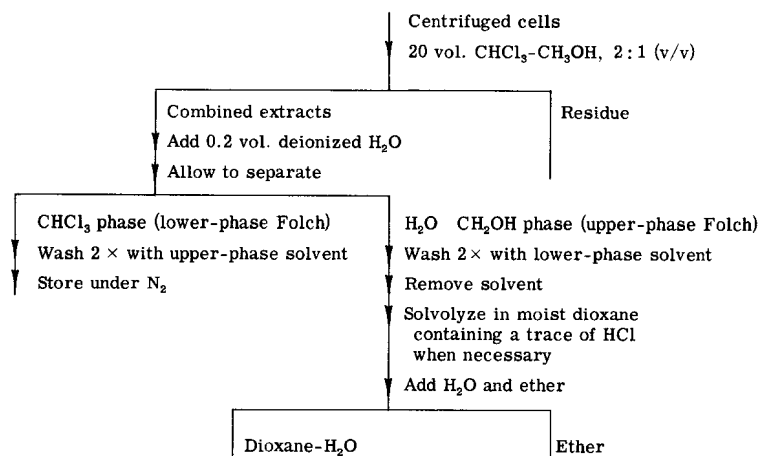 Centrifuged cells
20 vol. CHCl₃-CH₃OH, 2:1 (v/v)
Combined extracts
Residue
Add 0.2 vol. deionized H₂O
Allow to separate
CHCl₃ phase (lower-phase Folch)
Wash 2 × with upper-phase solvent
Store under N₂
H₂O CH₂OH phase (upper-phase Folch)
Wash 2× with lower-phase solvent
Remove solvent
Solvolyze in moist dioxane
containing a trace of HCl
when necessary
Add H₂O and ether
Dioxane-H₂O
Ether